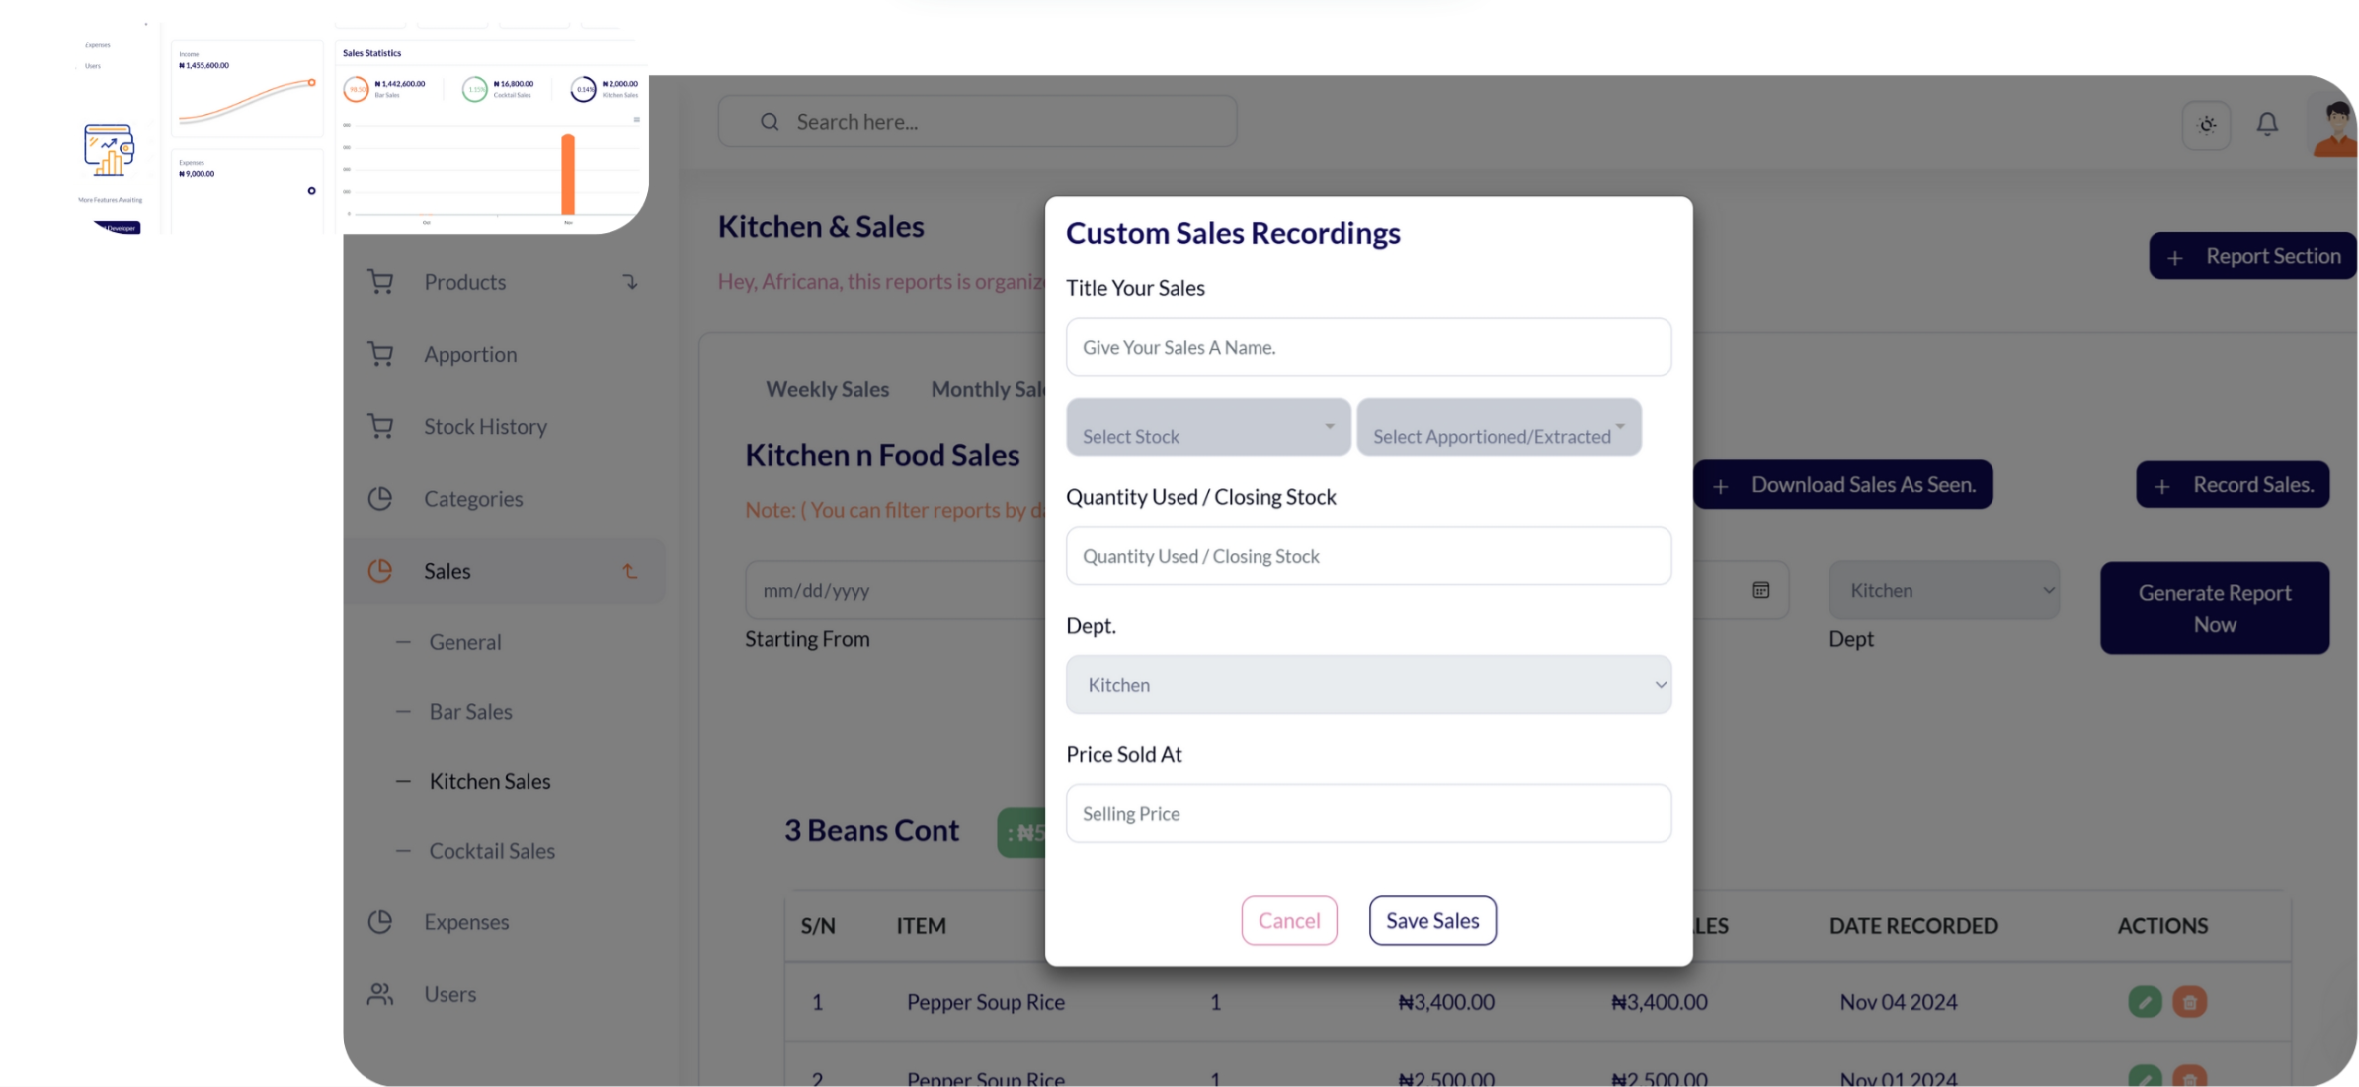 Expenses
Users
More Features Awaiting
Developer
Income
₦ 1,455,600.00
Expenses
₦ 9,000.00
Sales Statistics
₦ 1,442,600.00
Bar Sales
₦ 16,800.00
Cocktail Sales
0.14%
₦ 2,000.00
Kitchen Sales
0
Oct
Nov
Search here...
Products
Apportion
Stock History
Categories
Sales
General
Bar Sales
Kitchen Sales
Cocktail Sales
Expenses
Users
Kitchen & Sales
Hey, Africana, this reports is organiz
+ Report Section
Weekly Sales Monthly Sal
Kitchen n Food Sales
+ Download Sales As Seen.
+ Record Sales.
Note: ( You can filter reports by d
mm/dd/yyyy
Starting From
Kitchen
Dept
Generate Report
Now
3 Beans Cont
: ₦5
S/N ITEM LES DATE RECORDED ACTIONS
1 Pepper Soup Rice 1 ₦3,400.00 ₦3,400.00 Nov 04 2024
2 Pepper Soup Rice 1 ₦2,500.00 ₦2,500.00 Nov 01 2024
Custom Sales Recordings
Title Your Sales
Give Your Sales A Name.
Select Stock
Select Apportioned/Extracted
Quantity Used / Closing Stock
Quantity Used / Closing Stock
Dept.
Kitchen
Price Sold At
Selling Price
Cancel
Save Sales